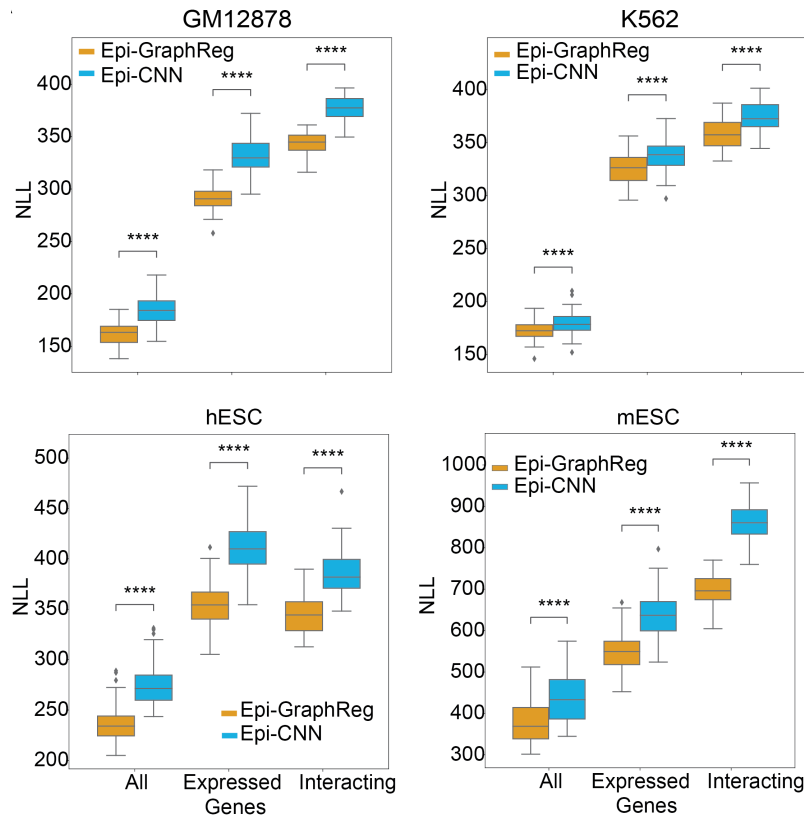 GM12878
Epi-GraphReg
Epi-CNN
****
****
****
400
350
300
250
200
150
NLL
K562
Epi-GraphReg
Epi-CNN
****
****
****
400
350
300
250
200
150
NLL
hESC
500
450
400
350
300
250
200
NLL
****
****
****
Epi-GraphReg
Epi-CNN
All
Expressed
Genes
Interacting
mESC
Epi-GraphReg
Epi-CNN
****
****
****
1000
900
800
700
600
500
400
300
NLL
All
Expressed
Genes
Interacting